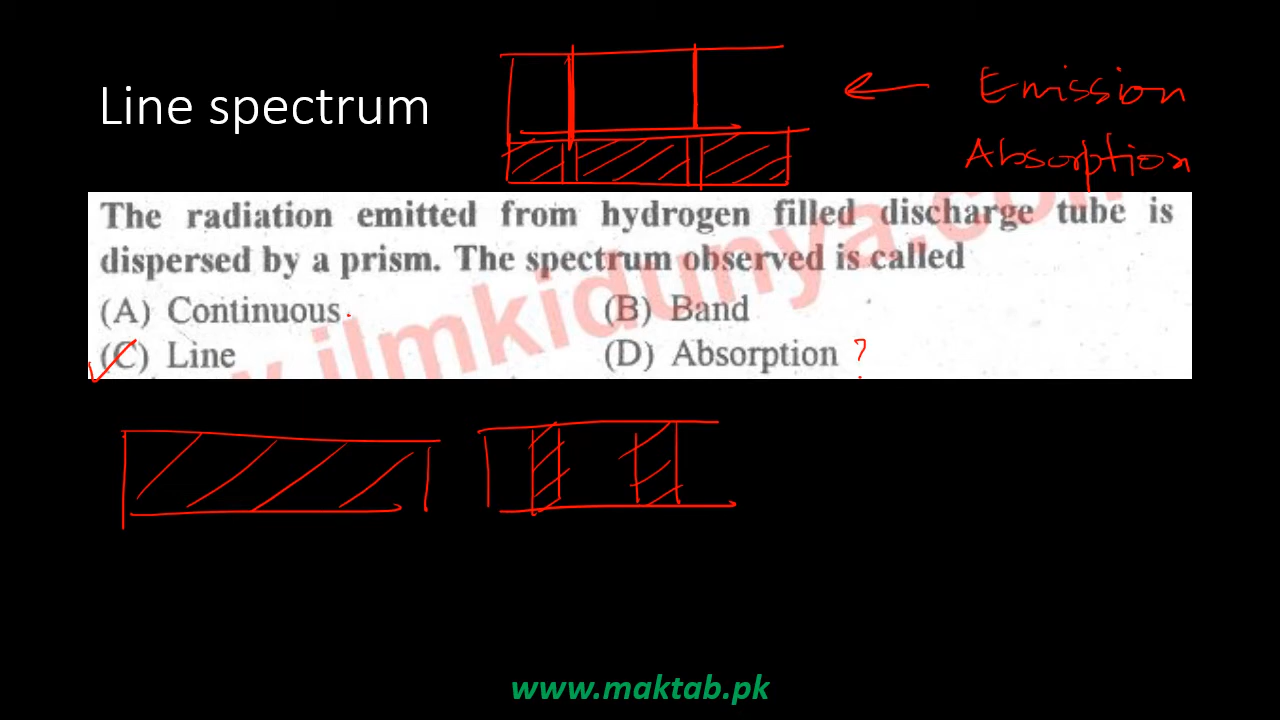 Line spectrum
Emission
Absorption
The radiation emitted from hydrogen filled discharge tube is
dispersed by a prism. The spectrum observed is called
(A) Continuous
(B) Band
(C) Line
(D) Absorption ?
www.maktab.pk